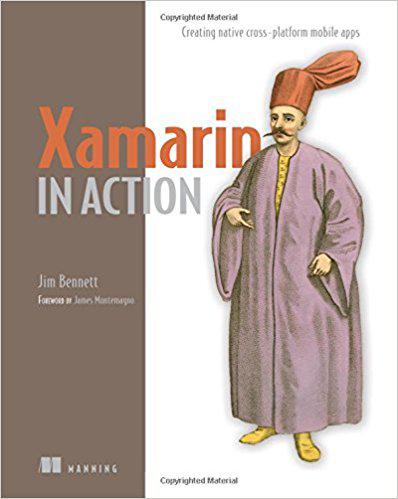 Copyrighted Material
Creating native cross-platform mobile apps
Xamarin
IN ACTION
Jim Bennett
FOREWORD BY James Montemagno
MANNING
Copyrighted Material